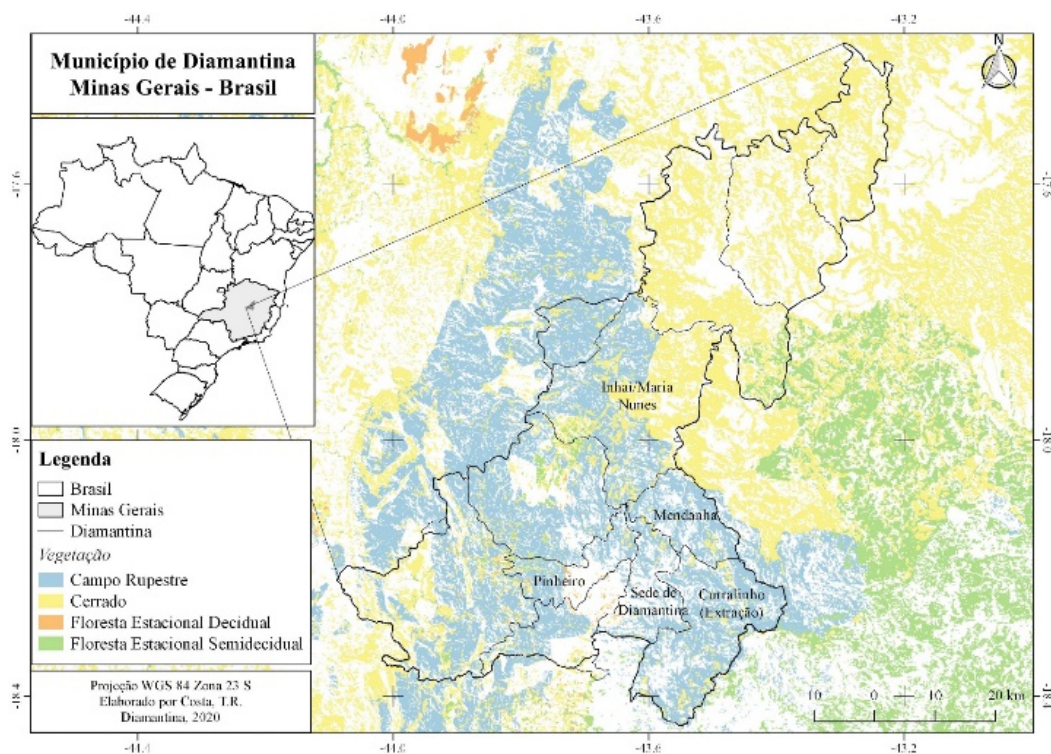 -44.4
-44.0
-43.6
-43.2
Município de Diamantina
Minas Gerais - Brasil
N
-17.6
-17.6
Inhaí/Maria
Nunes
-18.0
-18.0
Legenda
Brasil
Minas Gerais
Diamantina
Vegetação
Campo Rupestre
Cerrado
Floresta Estacional Decidual
Floresta Estacional Semidecidual
Mendanha
Pinheiro
Sede de
Diamantina
Curralinho
(Extração)
Projeção WGS 84 Zona 23 S
Elaborado por Costa, T.R.
Diamantina, 2020
-18.4
-18.4
10 0 10 20 km
-44.4
-44.0
-43.6
-43.2